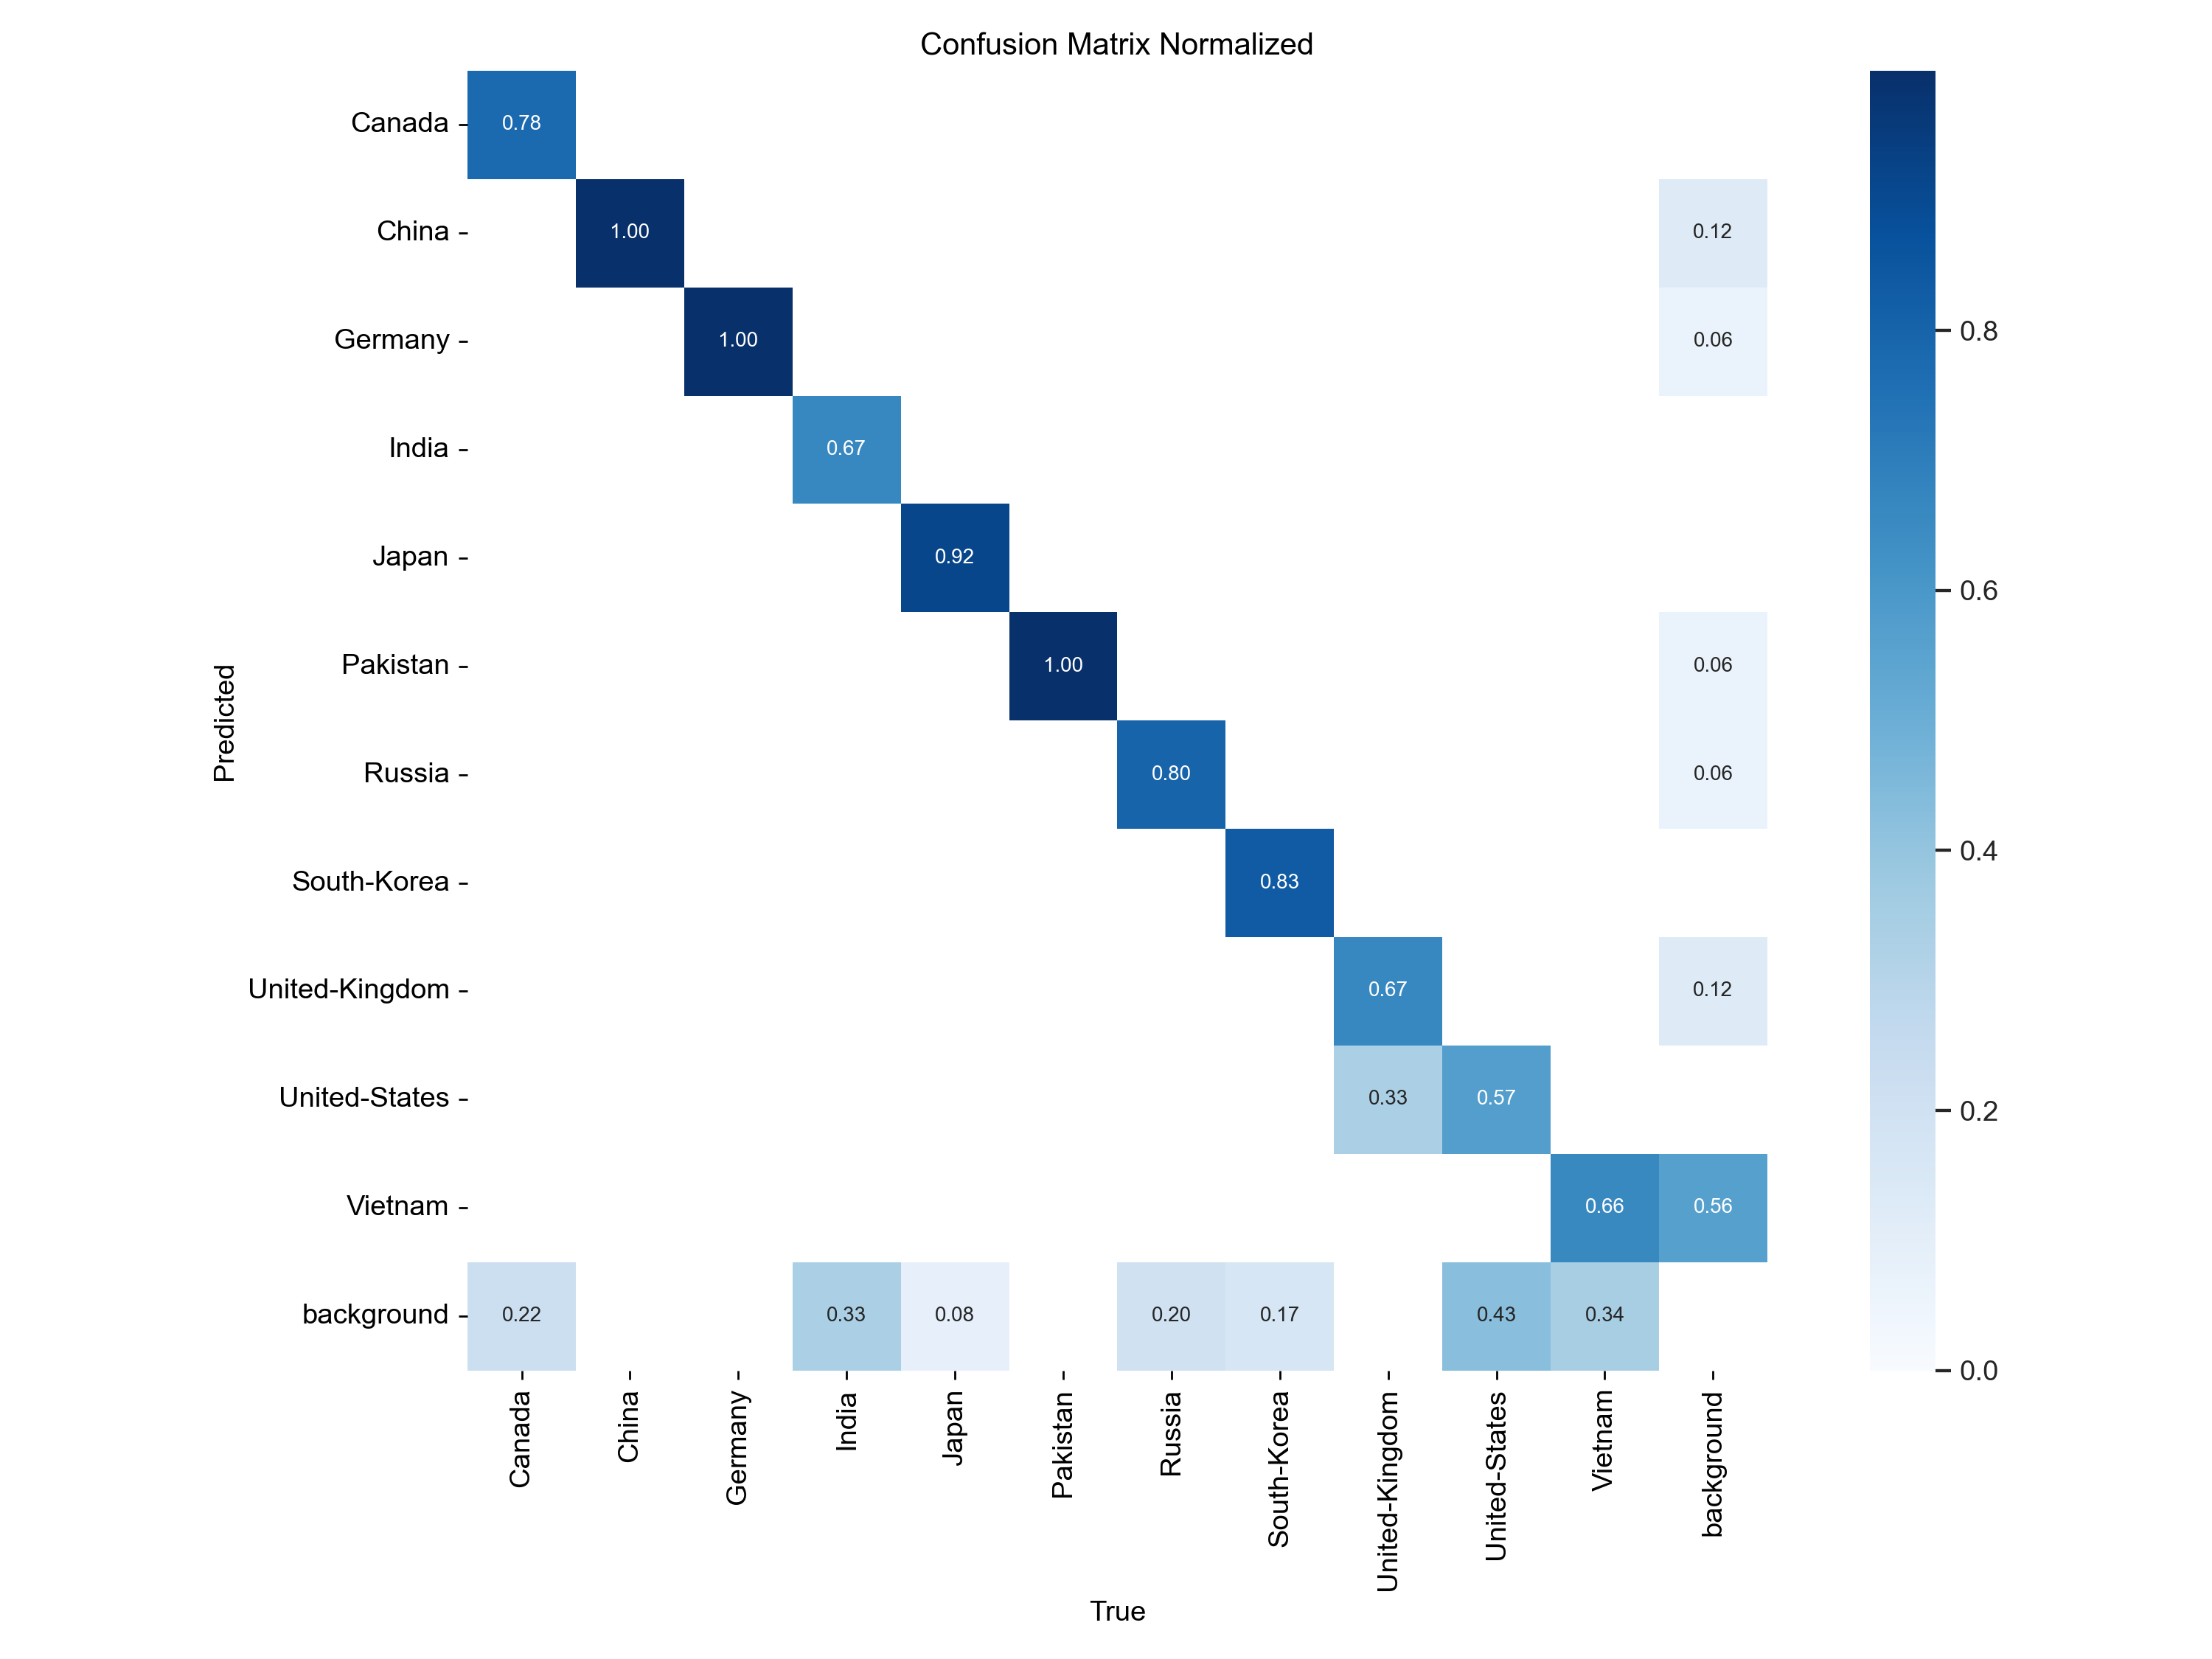 Confusion Matrix Normalized
Canada
0.78
China
1.00
0.12
Germany
1.00
0.06
0.8
India
0.67
Japan
0.92
0.6
Pakistan
1.00
0.06
Predicted
Russia
0.80
0.06
0.4
South-Korea
0.83
United-Kingdom
0.67
0.12
United-States
0.33
0.57
0.2
Vietnam
0.66
0.56
background
0.22
0.33
0.08
0.20
0.17
0.43
0.34
0.0
Canada
China
Germany
India
Japan
Pakistan
Russia
South-Korea
United-Kingdom
United-States
Vietnam
background
True